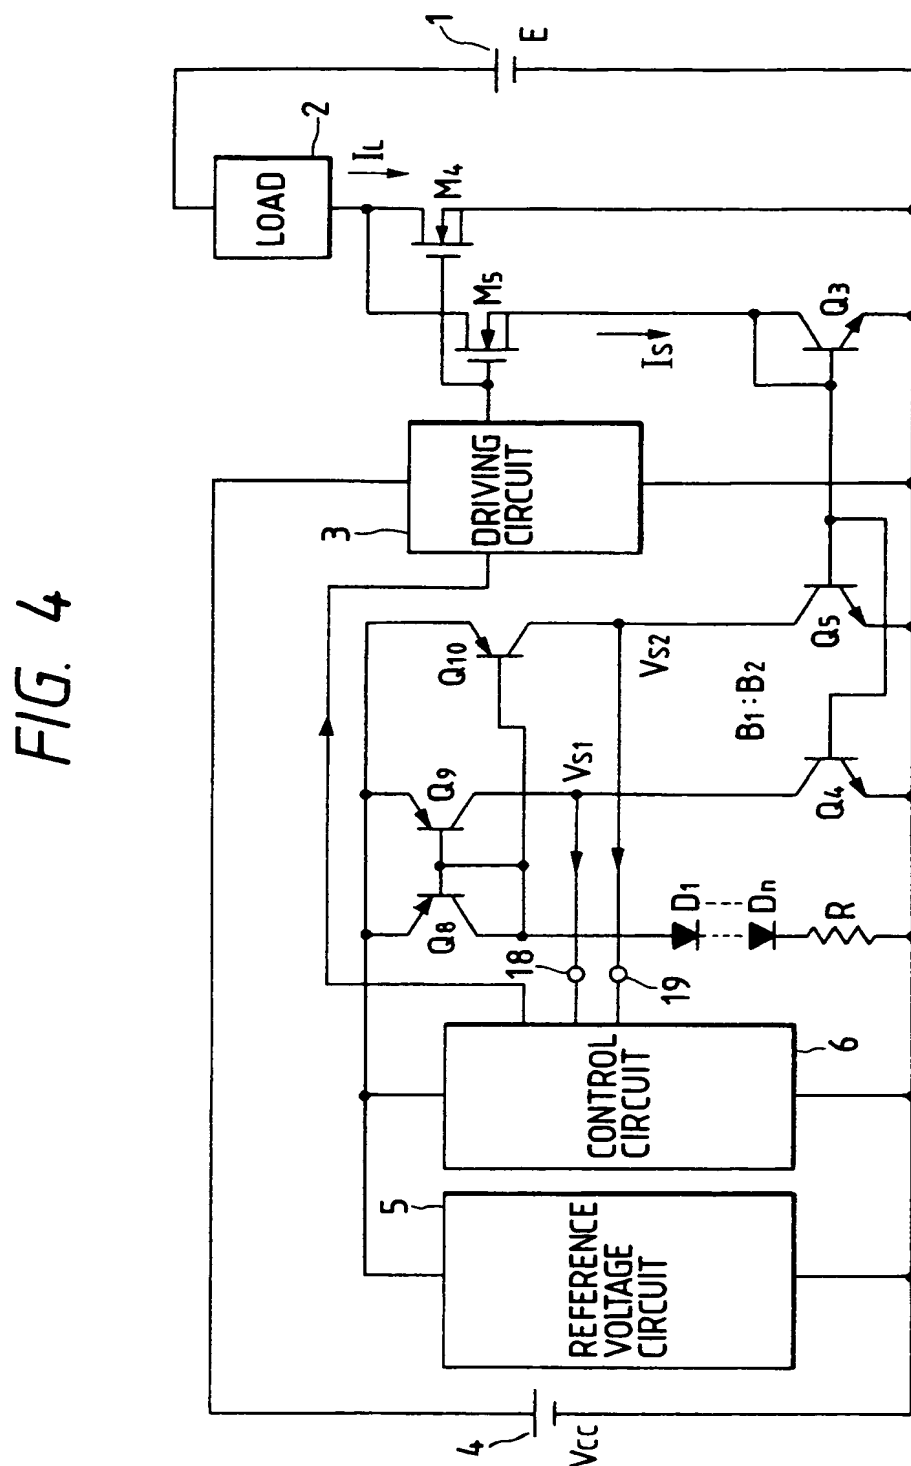 FIG. 4
1
E
LOAD
2
IL
M4
M5
IS
Q3
DRIVING
CIRCUIT
3
Q10
Q5
VS2
B1 : B2
Q9
VS1
Q4
Q8
D1
Dn
R
18
19
CONTROL
CIRCUIT
6
REFERENCE
VOLTAGE
CIRCUIT
5
4
VCC